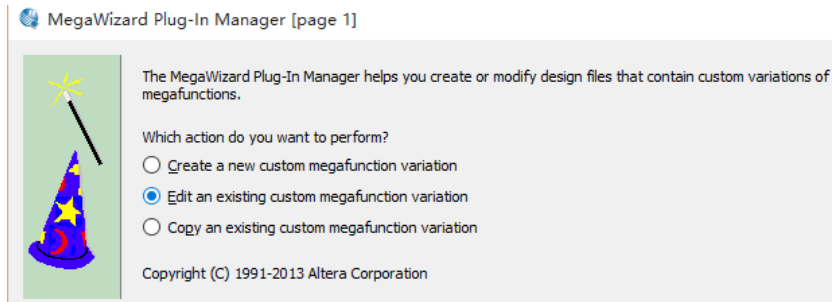 MegaWizard Plug-In Manager [page 1]
The MegaWizard Plug-In Manager helps you create or modify design files that contain custom variations of
megafunctions.
Which action do you want to perform?
Create a new custom megafunction variation
Edit an existing custom megafunction variation
Copy an existing custom megafunction variation
Copyright (C) 1991-2013 Altera Corporation